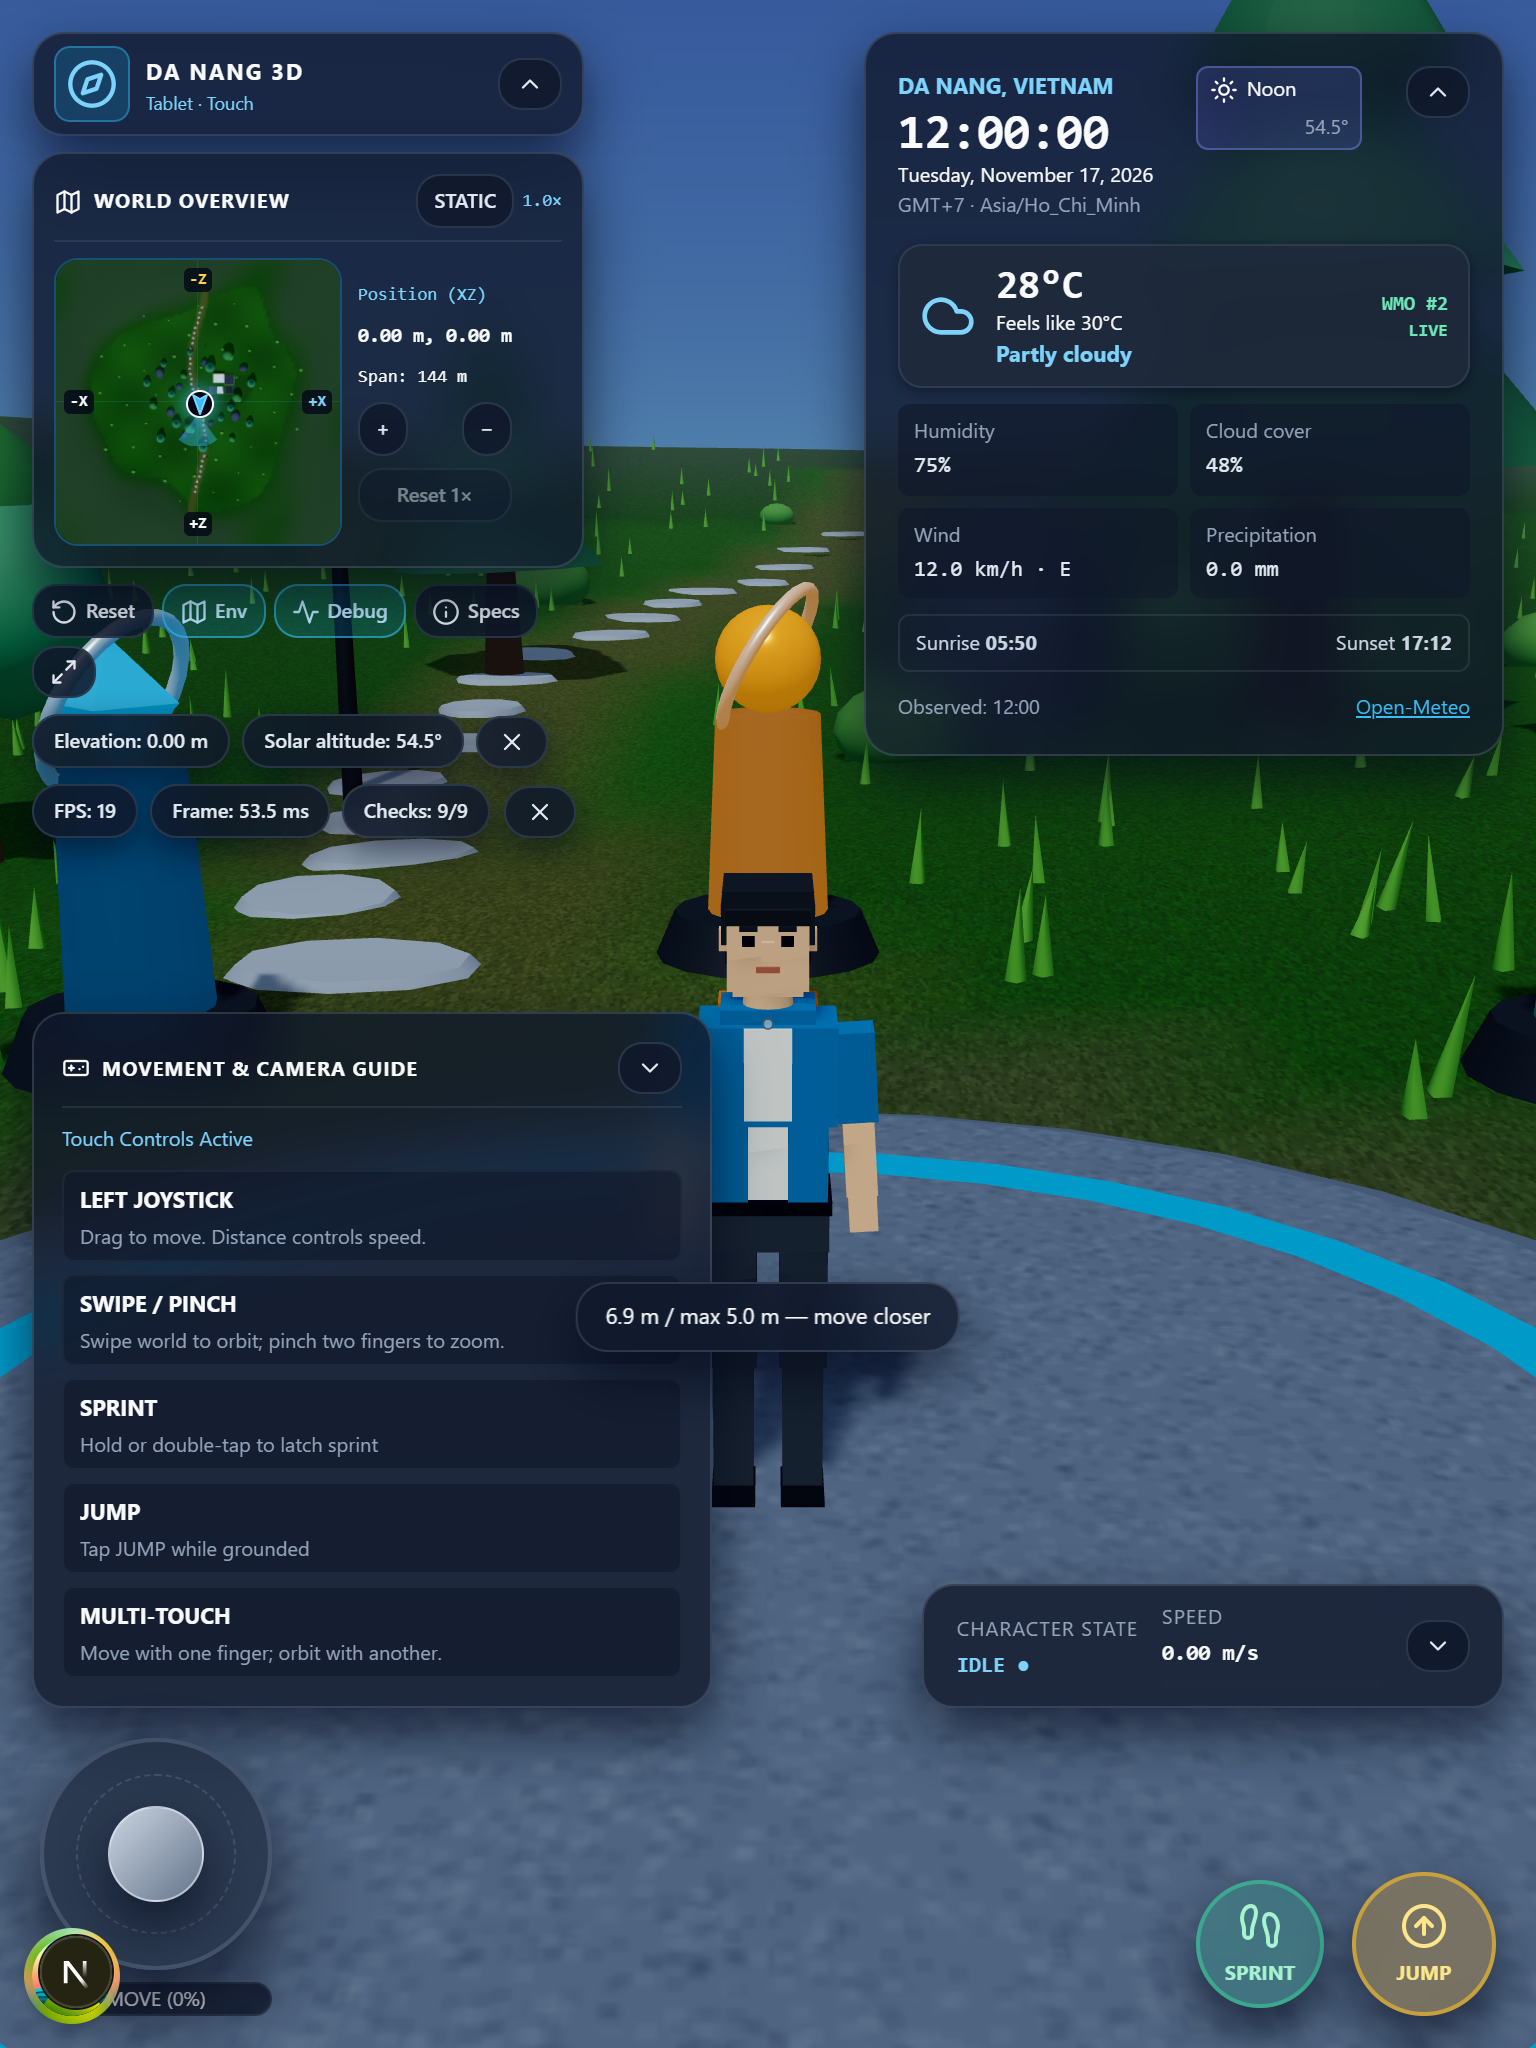 DA NANG 3D
Tablet · Touch
WORLD OVERVIEW
STATIC
1.0×
-Z
-X
+X
+Z
Position (XZ)
0.00 m, 0.00 m
Span: 144 m
+
−
Reset 1×
Reset
Env
Debug
Specs
Elevation: 0.00 m
Solar altitude: 54.5°
FPS: 19
Frame: 53.5 ms
Checks: 9/9
DA NANG, VIETNAM
12:00:00
Tuesday, November 17, 2026
GMT+7 · Asia/Ho_Chi_Minh
Noon
54.5°
28°C
Feels like 30°C
Partly cloudy
WMO #2
LIVE
Humidity
75%
Cloud cover
48%
Wind
12.0 km/h · E
Precipitation
0.0 mm
Sunrise 05:50
Sunset 17:12
Observed: 12:00
Open-Meteo
MOVEMENT & CAMERA GUIDE
Touch Controls Active
LEFT JOYSTICK
Drag to move. Distance controls speed.
SWIPE / PINCH
Swipe world to orbit; pinch two fingers to zoom.
SPRINT
Hold or double-tap to latch sprint
JUMP
Tap JUMP while grounded
MULTI-TOUCH
Move with one finger; orbit with another.
6.9 m / max 5.0 m — move closer
CHARACTER STATE
IDLE ●
SPEED
0.00 m/s
N
MOVE (0%)
SPRINT
JUMP